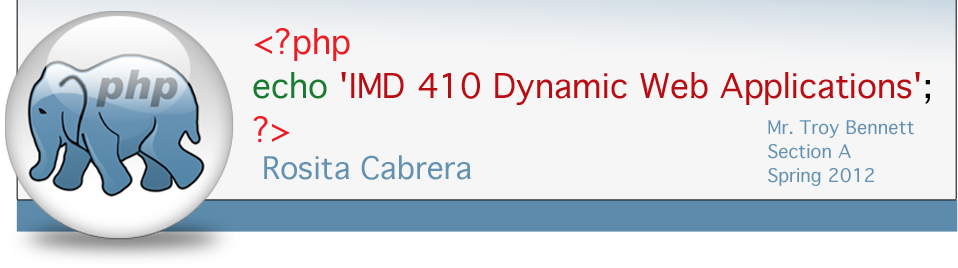 php
<?php
echo 'IMD 410 Dynamic Web Applications';
?>
Rosita Cabrera
Mr. Troy Bennett
Section A
Spring 2012